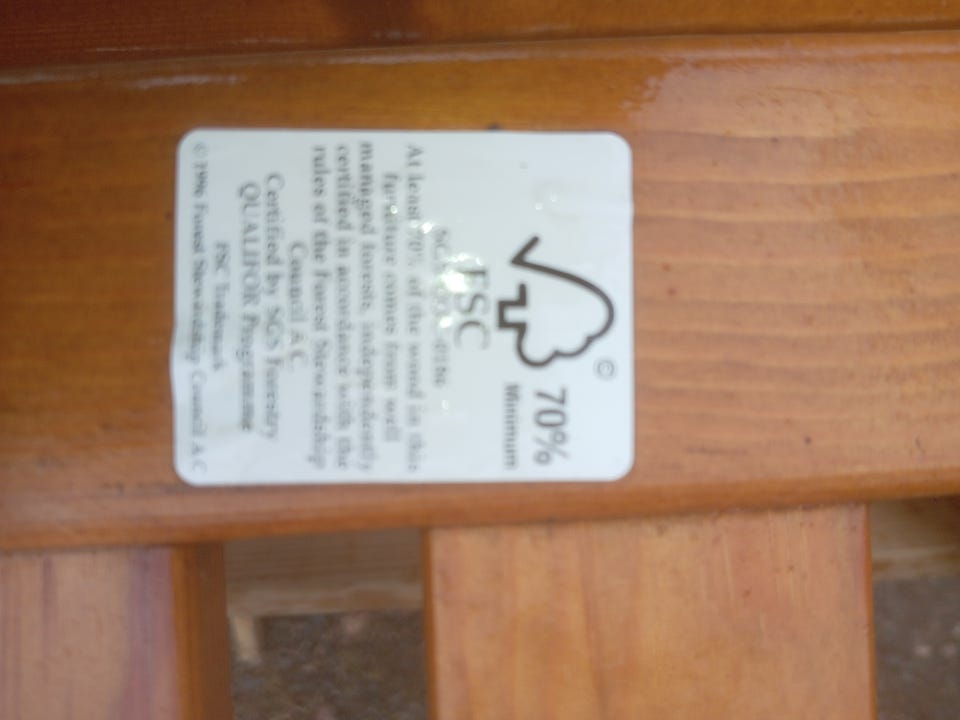 ©
70%
Minimum
FSC
At least 70% of the wood in this
furniture comes from well
managed forests, independently
certified in accordance with the
rules of the Forest Stewardship
Council A.C.
Certified by SGS Forestry
QUALIFOR Programme
FSC Trademark
© 1996 Forest Stewardship Council A.C